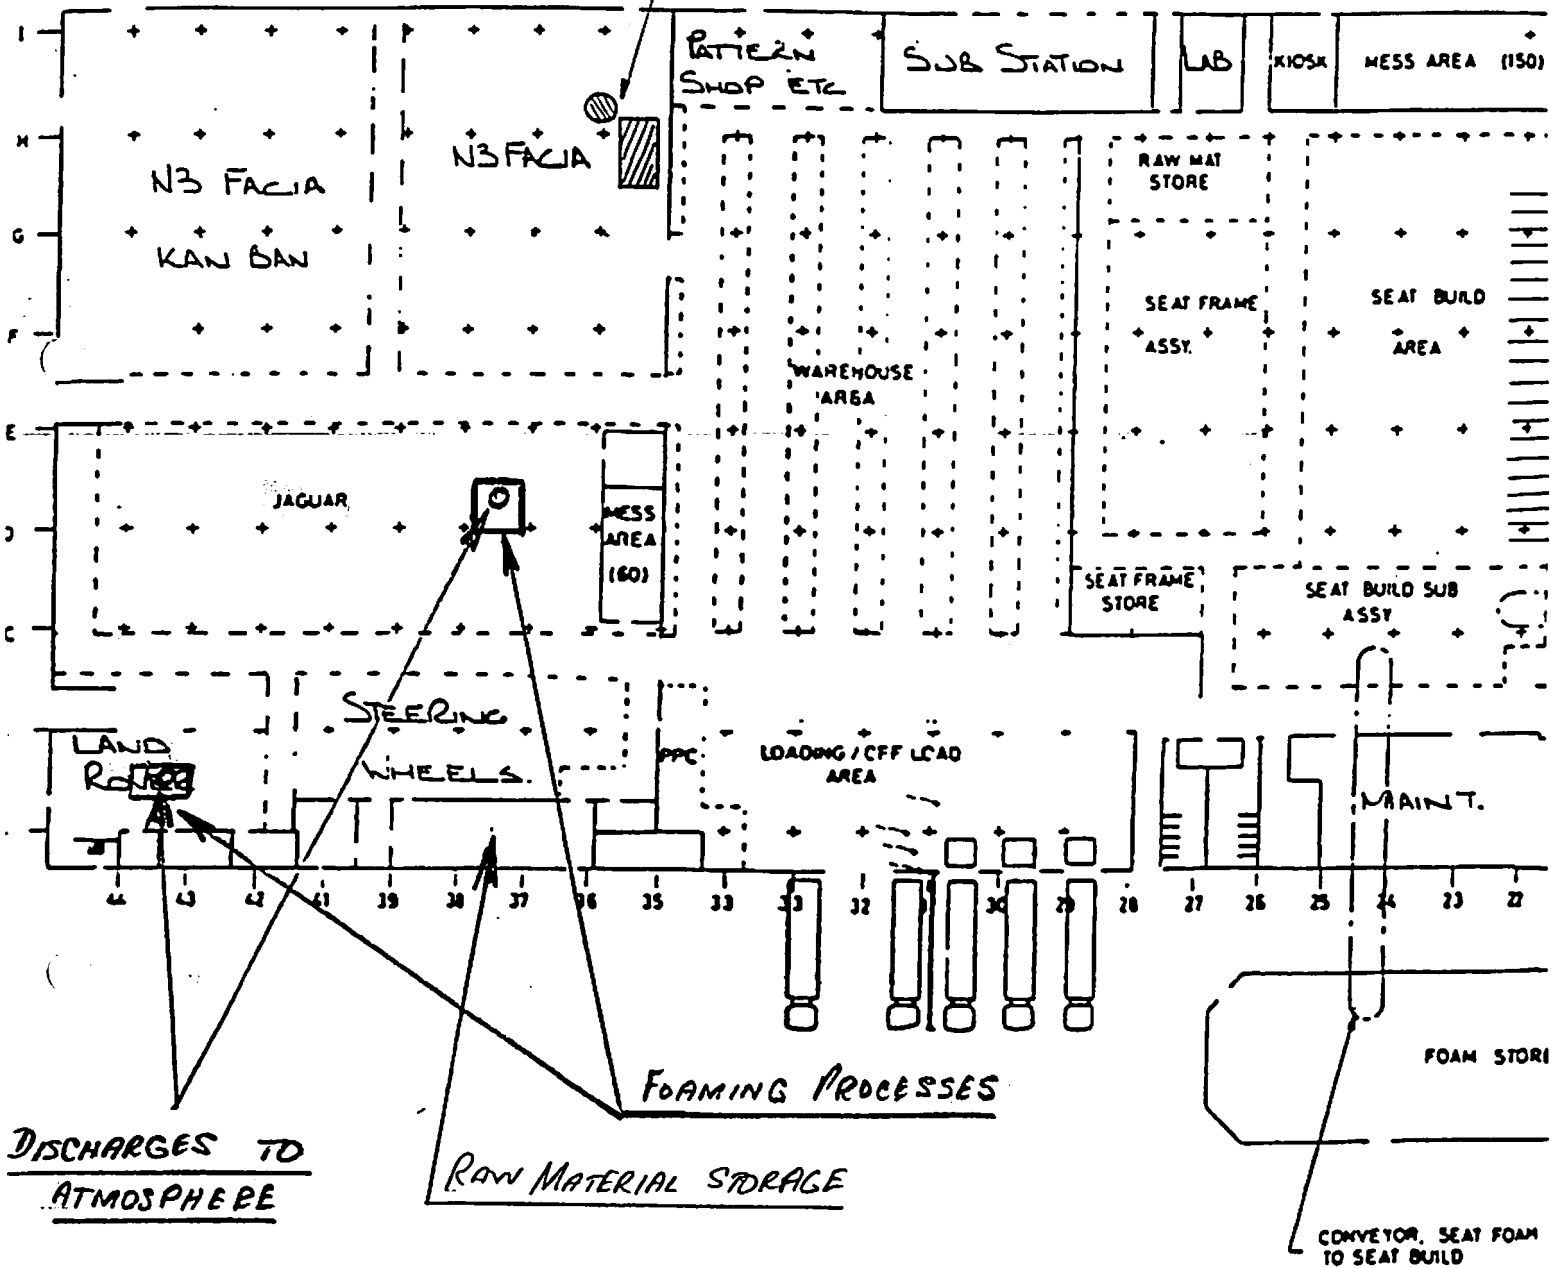 I
PATTERN
SHOP ETC
SUB STATION
LAB
KIOSK
MESS AREA (150)
H
N3 FACIA
N3 FACIA
RAW MAT
STORE
G
KAN BAN
SEAT FRAME
ASSY.
SEAT BUILD
AREA
F
WAREHOUSE
AREA
E
JAGUAR
MESS
AREA
(60)
D
SEAT FRAME
STORE
SEAT BUILD SUB
ASSY
C
STEERING
WHEELS.
LAND
ROVER
PPC
LOADING / OFF LOAD
AREA
MAINT.
44 43 42 41 39 38 37 36 35 33 33 32 31 30 29 28 27 26 25 24 23 22
FOAM STORE
FOAMING PROCESSES
DISCHARGES TO
ATMOSPHERE
RAW MATERIAL STORAGE
CONVEYOR, SEAT FOAM
TO SEAT BUILD